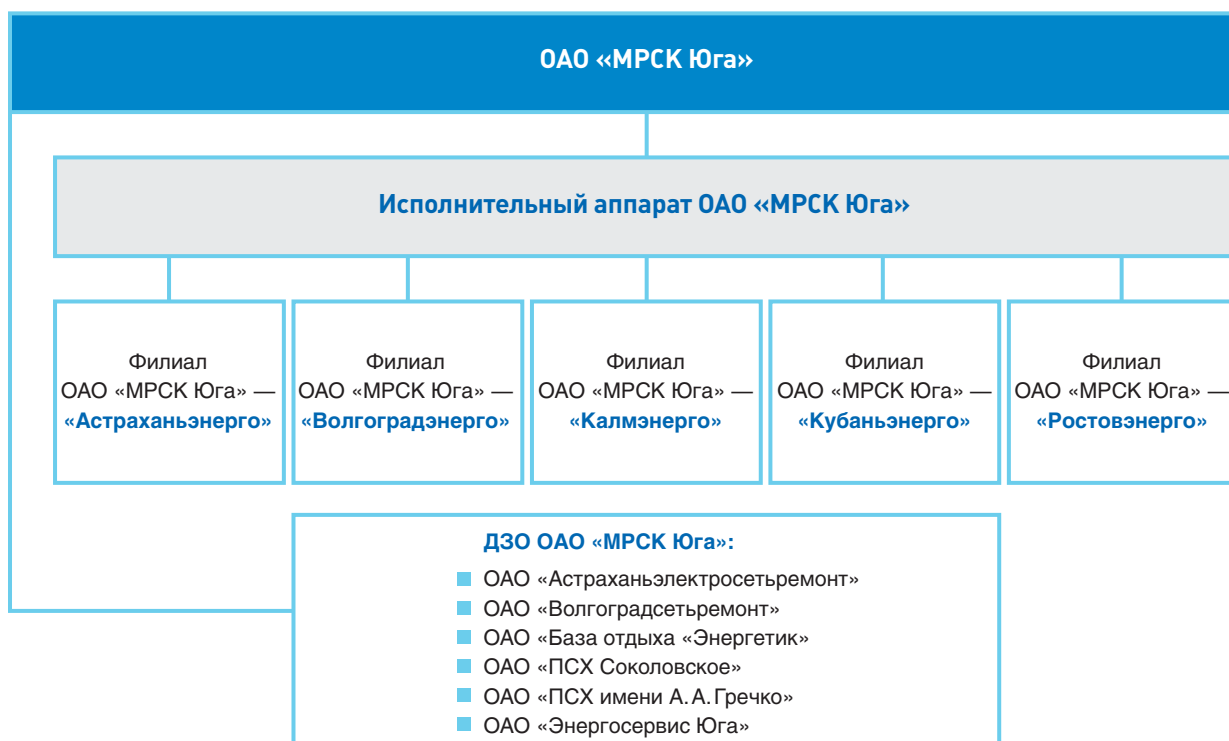 ОАО «МРСК Юга»
Исполнительный аппарат ОАО «МРСК Юга»
Филиал
ОАО «МРСК Юга» —
«Астраханьэнерго»
Филиал
ОАО «МРСК Юга» —
«Волгоградэнерго»
Филиал
ОАО «МРСК Юга» —
«Калмэнерго»
Филиал
ОАО «МРСК Юга» —
«Кубаньэнерго»
Филиал
ОАО «МРСК Юга» —
«Ростовэнерго»
ДЗО ОАО «МРСК Юга»:
ОАО «Астраханьэлектросетьремонт»
ОАО «Волгоградсетьремонт»
ОАО «База отдыха «Энергетик»
ОАО «ПСХ Соколовское»
ОАО «ПСХ имени А.А.Гречко»
ОАО «Энергосервис Юга»